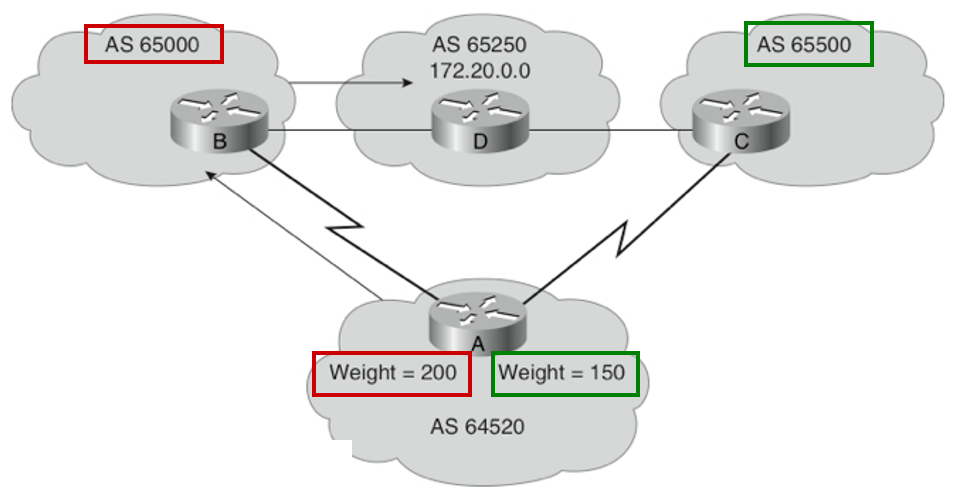 AS 65000
AS 65250
172.20.0.0
AS 65500
B
D
C
A
Weight = 200
Weight = 150
AS 64520